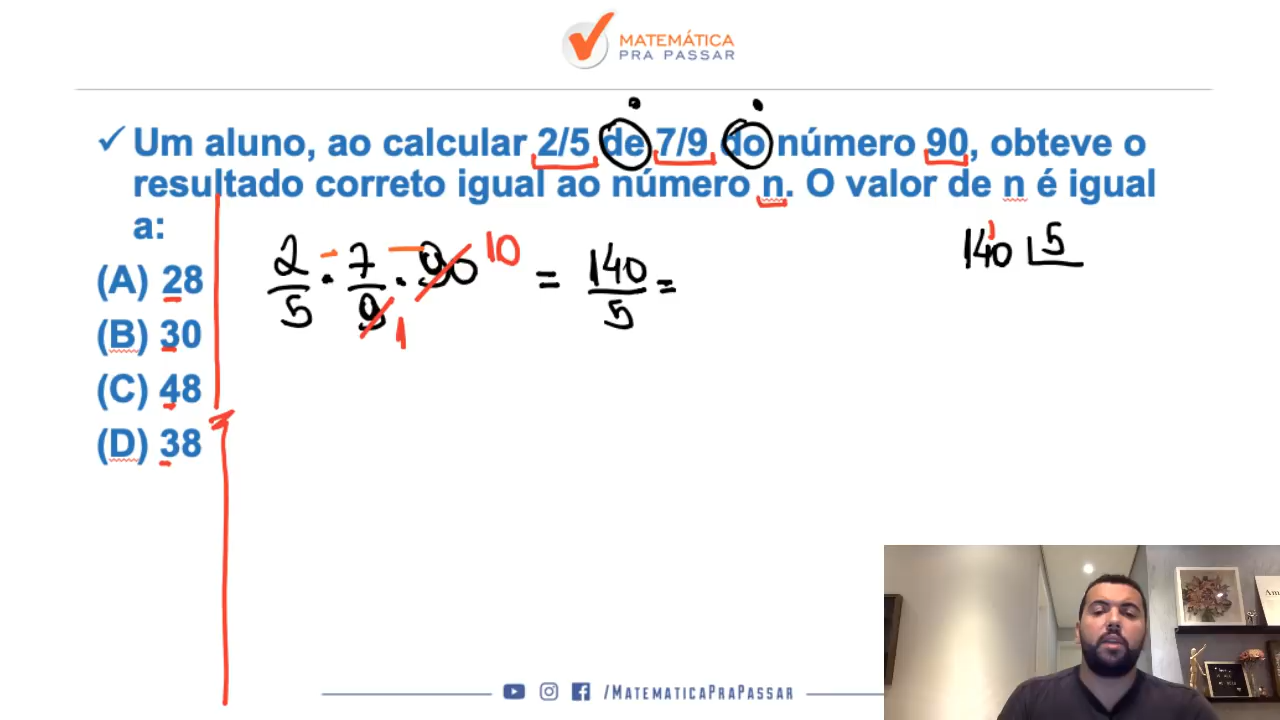 MATEMÁTICA
PRA PASSAR
✓ Um aluno, ao calcular 2/5 de 7/9 do número 90, obteve o
resultado correto igual ao número n. O valor de n é igual
a:
(A) 28
(B) 30
(C) 48
(D) 38
2/5 · 7/9 · 90 10 = 140/5 =
1
140 5
/MATEMATICAPRAPASSAR